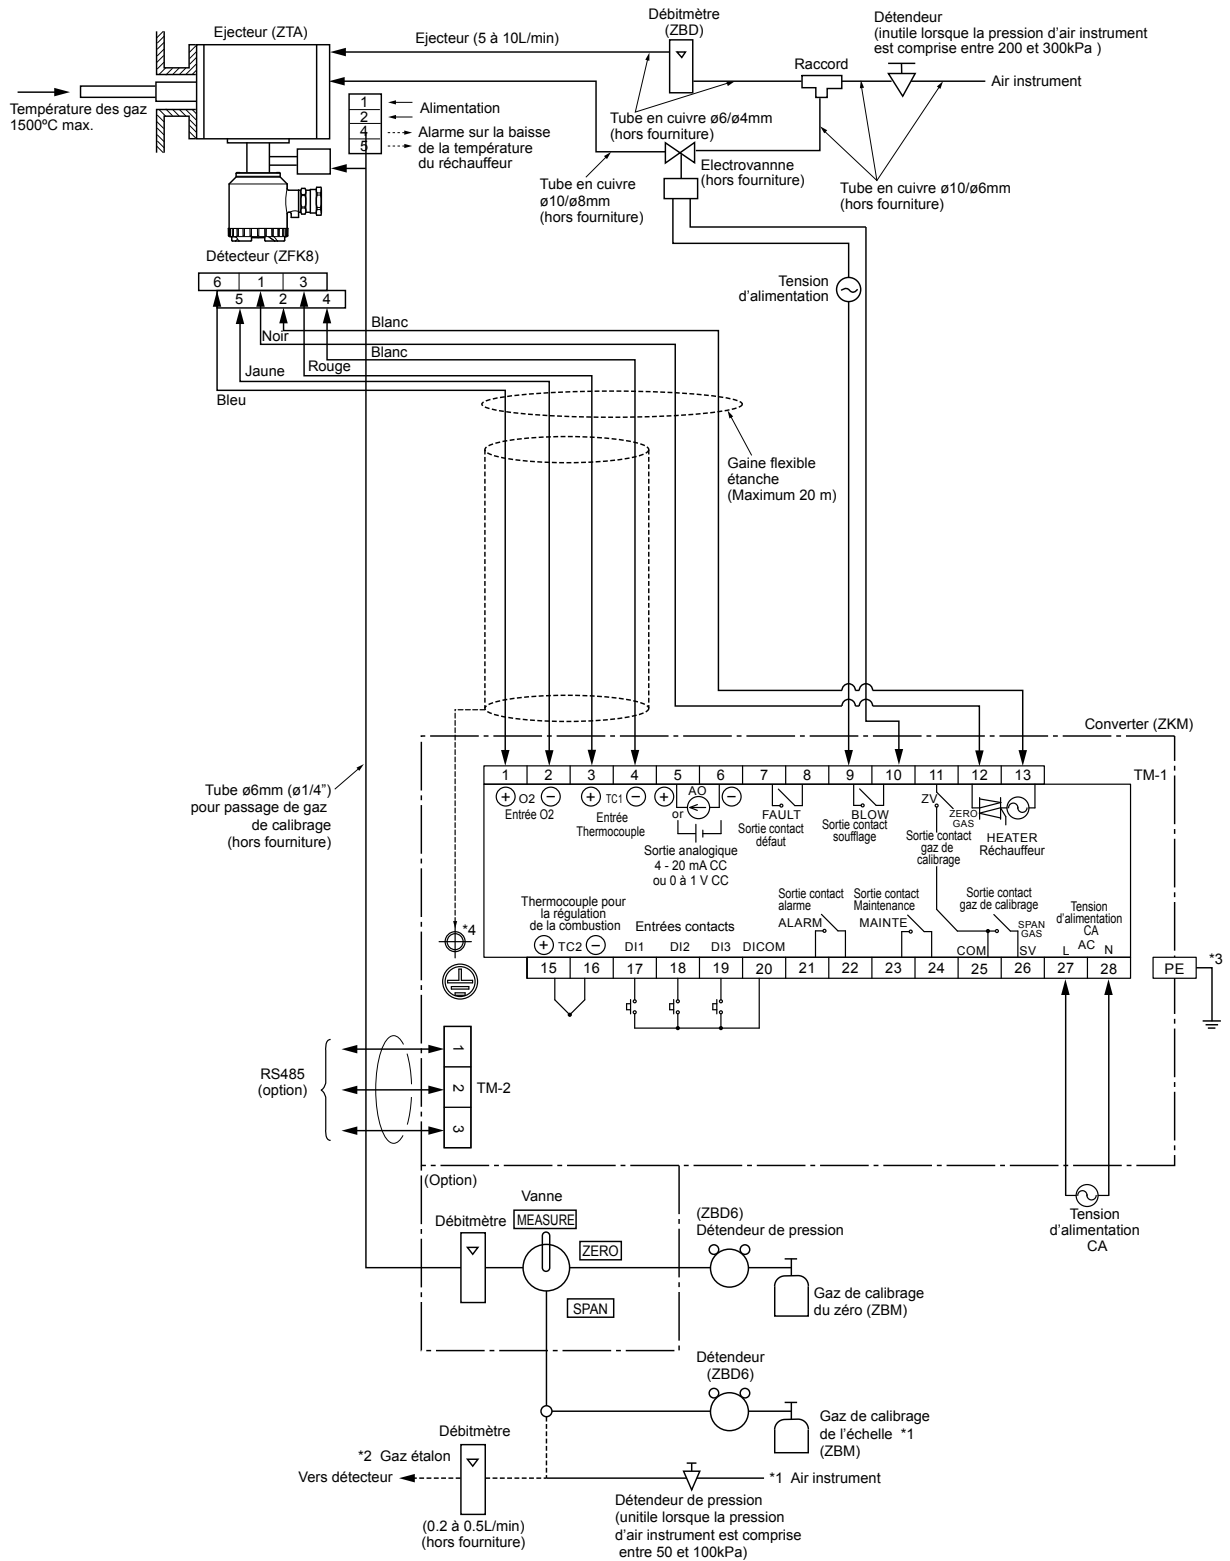 Ejecteur (ZTA)
Ejecteur (5 à 10L/min)
Débitmètre
(ZBD)
Détendeur
(inutile lorsque la pression d'air instrument
est comprise entre 200 et 300kPa )
Raccord
Air instrument
Température des gaz
1500ºC max.
1
2
4
5
Alimentation
Alarme sur la baisse
de la température
du réchauffeur
Tube en cuivre ø6/ø4mm
(hors fourniture)
Electrovannne
(hors fourniture)
Tube en cuivre
ø10/ø8mm
(hors fourniture)
Tube en cuivre ø10/ø6mm
(hors fourniture)
Détecteur (ZFK8)
6 1 3
5 2 4
Tension
d'alimentation
Blanc
Noir
Blanc
Rouge
Jaune
Bleu
Gaine flexible
étanche
(Maximum 20 m)
Converter (ZKM)
Tube ø6mm (ø1/4")
pour passage de gaz
de calibrage
(hors fourniture)
1 2 3 4 5 6 7 8 9 10 11 12 13
TM-1
O2
Entrée O2
TC1
Entrée
Thermocouple
AO
or
Sortie analogique
4 - 20 mA CC
ou 0 à 1 V CC
FAULT
Sortie contact
défaut
BLOW
Sortie contact
soufflage
ZV
ZERO
GAS
Sortie contact
gaz de
calibrage
HEATER
Réchauffeur
Thermocouple pour
la régulation
de la combustion
TC2
Entrées contacts
DI1 DI2 DI3 DICOM
Sortie contact
alarme
ALARM
Sortie contact
Maintenance
MAINTE
Sortie contact
gaz de calibrage
SPAN
GAS
COM SV
Tension
d'alimentation
CA
AC
L N
*4
15 16 17 18 19 20 21 22 23 24 25 26 27 28
PE
*3
RS485
(option)
1
2
3
TM-2
(Option)
Vanne
Débitmètre
MEASURE
ZERO
SPAN
(ZBD6)
Détendeur de pression
Gaz de calibrage
du zéro (ZBM)
Tension
d'alimentation
CA
Détendeur
(ZBD6)
Gaz de calibrage
de l'échelle *1
(ZBM)
Débitmètre
*2 Gaz étalon
Vers détecteur
(0.2 à 0.5L/min)
(hors fourniture)
*1 Air instrument
Détendeur de pression
(unitile lorsque la pression
d'air instrument est comprise
entre 50 et 100kPa)